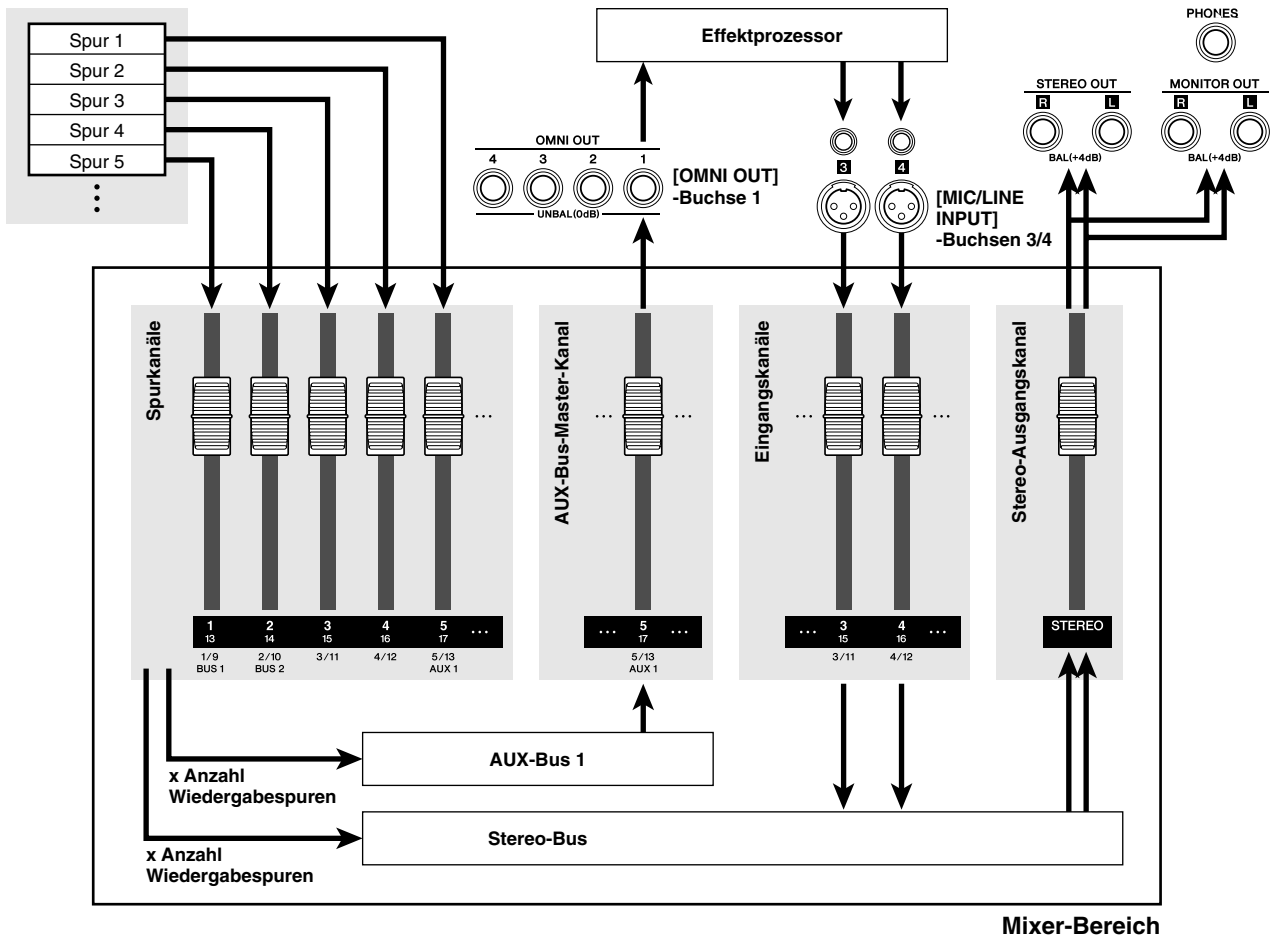 Spur 1
Spur 2
Spur 3
Spur 4
Spur 5
Effektprozessor
OMNI OUT
4 3 2 1
UNBAL(0dB)
[OMNI OUT]
-Buchse 1
3 4
[MIC/LINE
INPUT]
-Buchsen 3/4
PHONES
STEREO OUT
R L
BAL(+4dB)
MONITOR OUT
R L
BAL(+4dB)
Spurkanäle
...
1 2 3 4 5 ...
13 14 15 16 17
1/9 2/10 3/11 4/12 5/13
BUS 1 BUS 2 AUX 1
AUX-Bus-Master-Kanal
... ...
... 5 ...
17
5/13
AUX 1
Eingangskanäle
... ...
... 3 4 ...
15 16
3/11 4/12
Stereo-Ausgangskanal
STEREO
x Anzahl
Wiedergabespuren
AUX-Bus 1
x Anzahl
Wiedergabespuren
Stereo-Bus
Mixer-Bereich